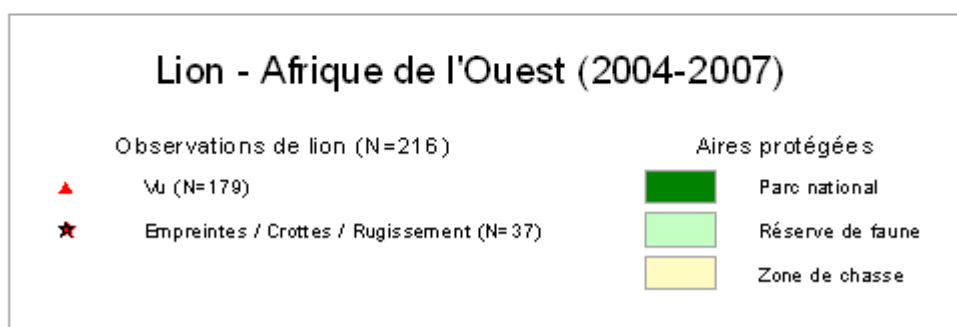 Lion - Afrique de l'Ouest (2004-2007)
Observations de lion (N=216)
Vu (N=179)
Empreintes / Crottes / Rugissement (N=37)
Aires protégées
Parc national
Réserve de faune
Zone de chasse